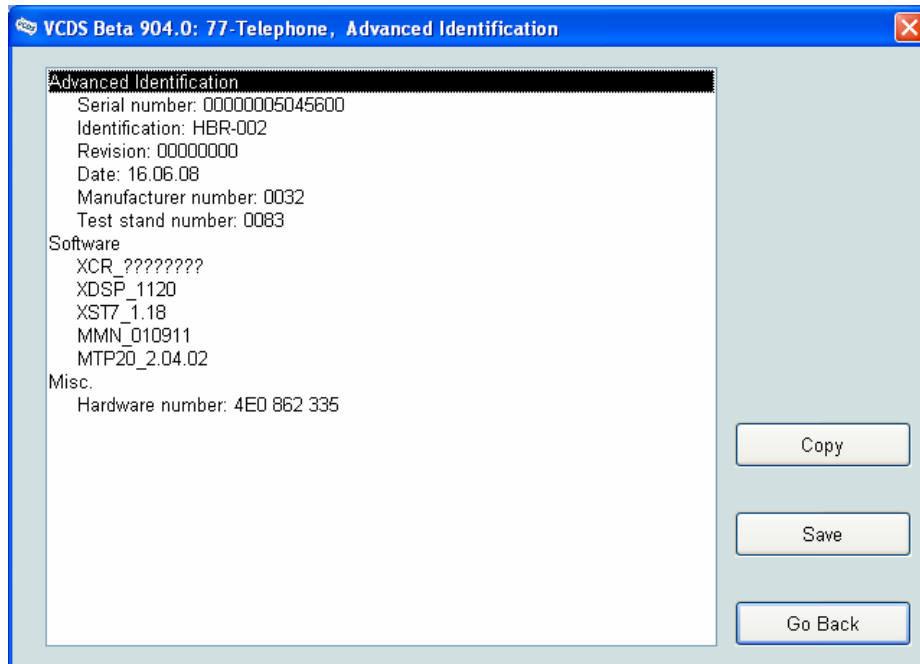 VCDS Beta 904.0: 77-Telephone, Advanced Identification
Advanced Identification
Serial number: 00000005045600
Identification: HBR-002
Revision: 00000000
Date: 16.06.08
Manufacturer number: 0032
Test stand number: 0083
Software
XCR_????????
XDSP_1120
XST7_1.18
MMN_010911
MTP20_2.04.02
Misc.
Hardware number: 4E0 862 335
Copy
Save
Go Back